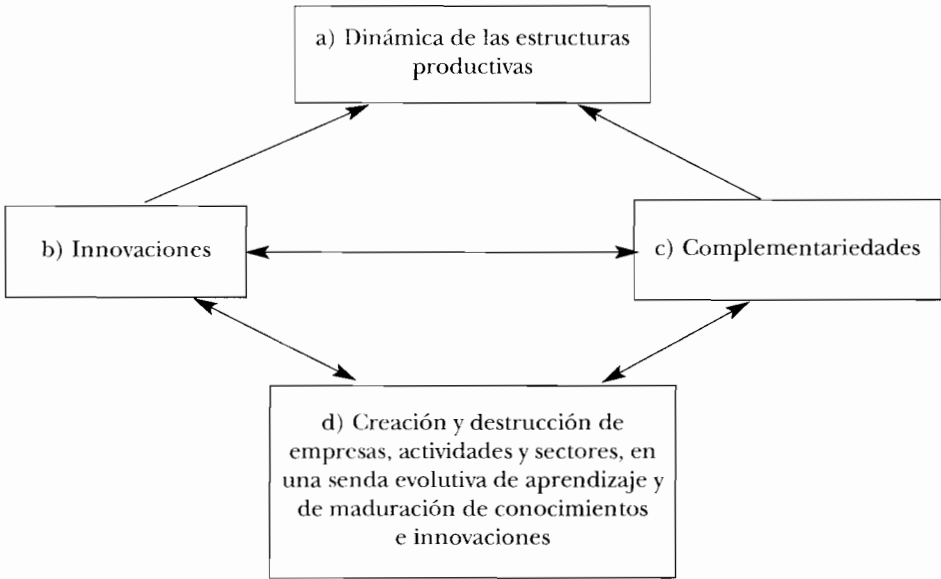 a) Dinámica de las estructuras
productivas
b) Innovaciones
c) Complementariedades
d) Creación y destrucción de
empresas, actividades y sectores, en
una senda evolutiva de aprendizaje y
de maduración de conocimientos
e innovaciones